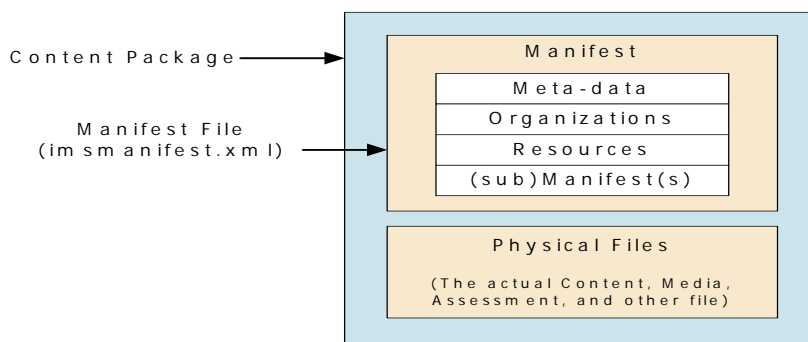 Content Package
Manifest File
(imsmanifest.xml)
Manifest
Meta-data
Organizations
Resources
(sub)Manifest(s)
Physical Files
(The actual Content, Media,
Assessment, and other file)